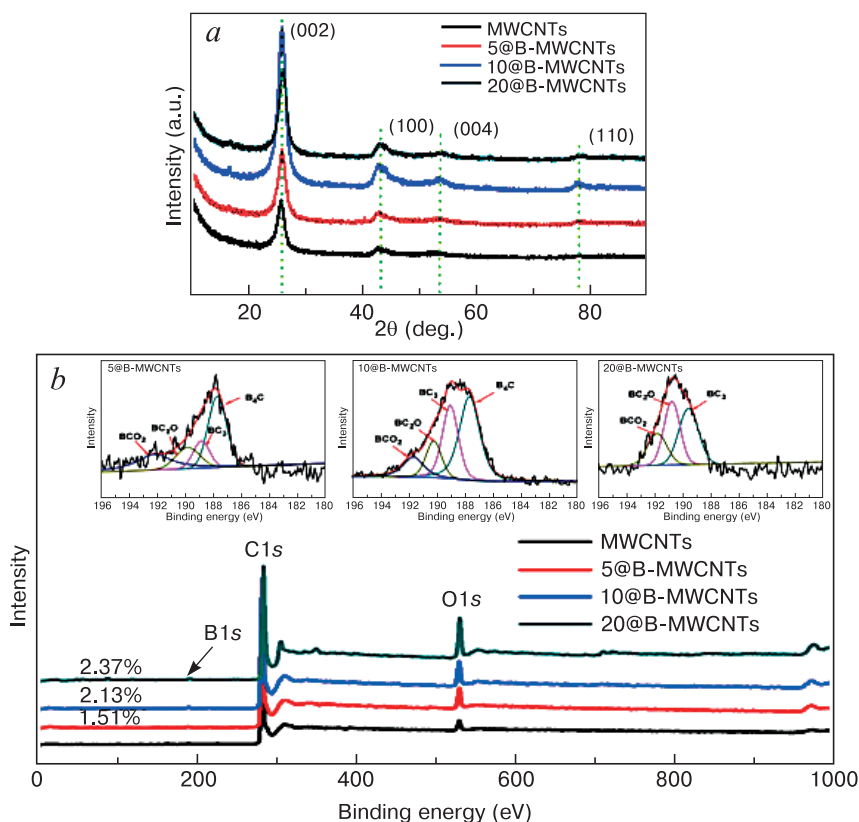 a
(002)
MWCNTs
5@B-MWCNTs
10@B-MWCNTs
20@B-MWCNTs
(100)
(004)
(110)
Intensity (a.u.)
20 40 60 80
2θ (deg.)
b
5@B-MWCNTs
BCO₂
BC₂O
BC₃
B₄C
Intensity
196 194 192 190 188 186 184 182 180
Binding energy (eV)
10@B-MWCNTs
BC₃
B₄C
BC₂O
BCO₂
Intensity
196 194 192 190 188 186 184 182 180
Binding energy (eV)
20@B-MWCNTs
BC₂O
BC₃
BCO₂
Intensity
196 194 192 190 188 186 184 182 180
Binding energy (eV)
C1s
O1s
B1s
MWCNTs
5@B-MWCNTs
10@B-MWCNTs
20@B-MWCNTs
2.37%
2.13%
1.51%
Intensity
0 200 400 600 800 1000
Binding energy (eV)